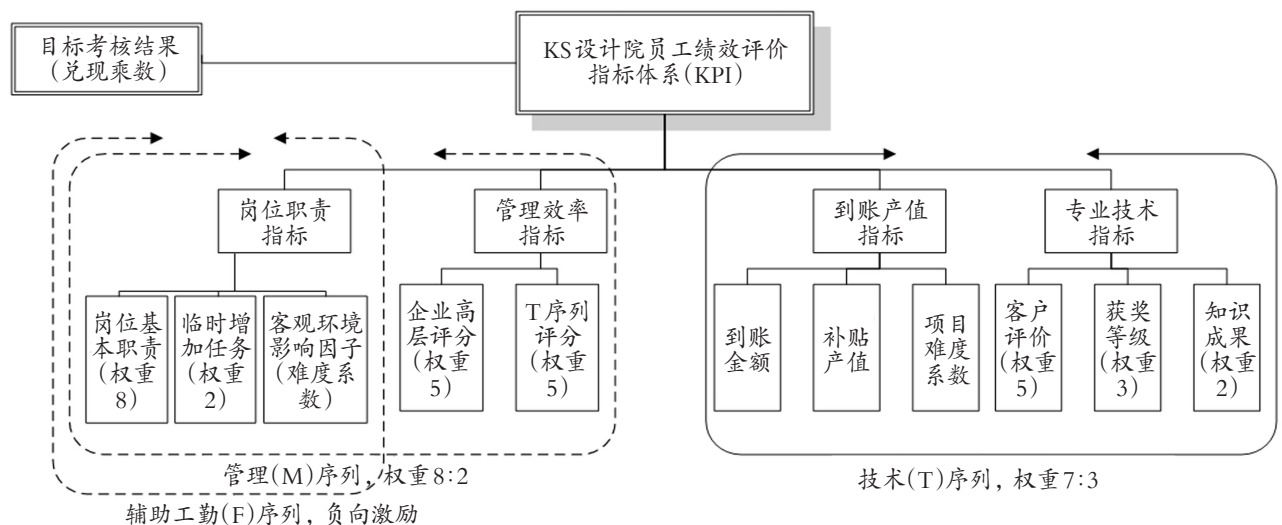 目标考核结果
(兑现乘数)
KS设计院员工绩效评价
指标体系(KPI)
岗位职责
指标
管理效率
指标
到账产值
指标
专业技术
指标
岗位基
本职责
(权重
8)
临时增
加任务
(权重
2)
客观环境
影响因子
(难度系
数)
企业高
层评分
(权重
5)
T序列
评分
(权重
5)
到账
金额
补贴
产值
项目
难度
系数
客户
评价
(权重
5)
获奖
等级
(权重
3)
知识
成果
(权重
2)
管理(M)序列，权重8:2
技术(T)序列，权重7:3
辅助工勤(F)序列，负向激励